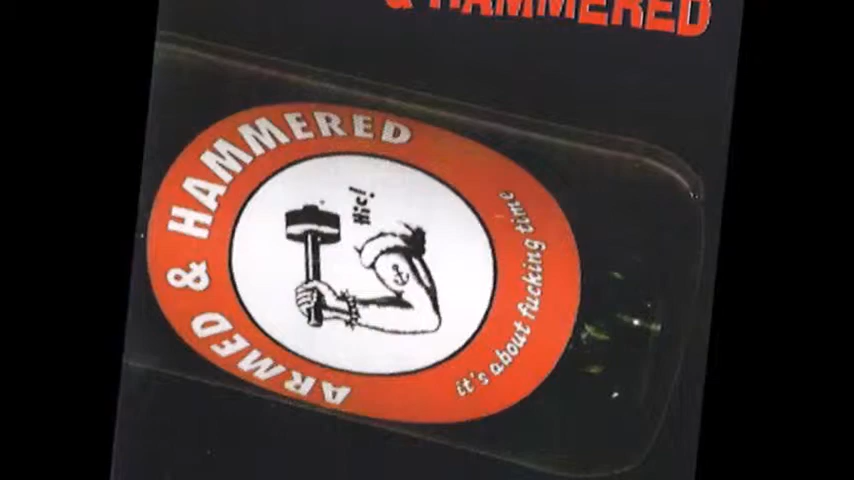 & HAMMERED
ARMED & HAMMERED
Hic!
it's about fucking time